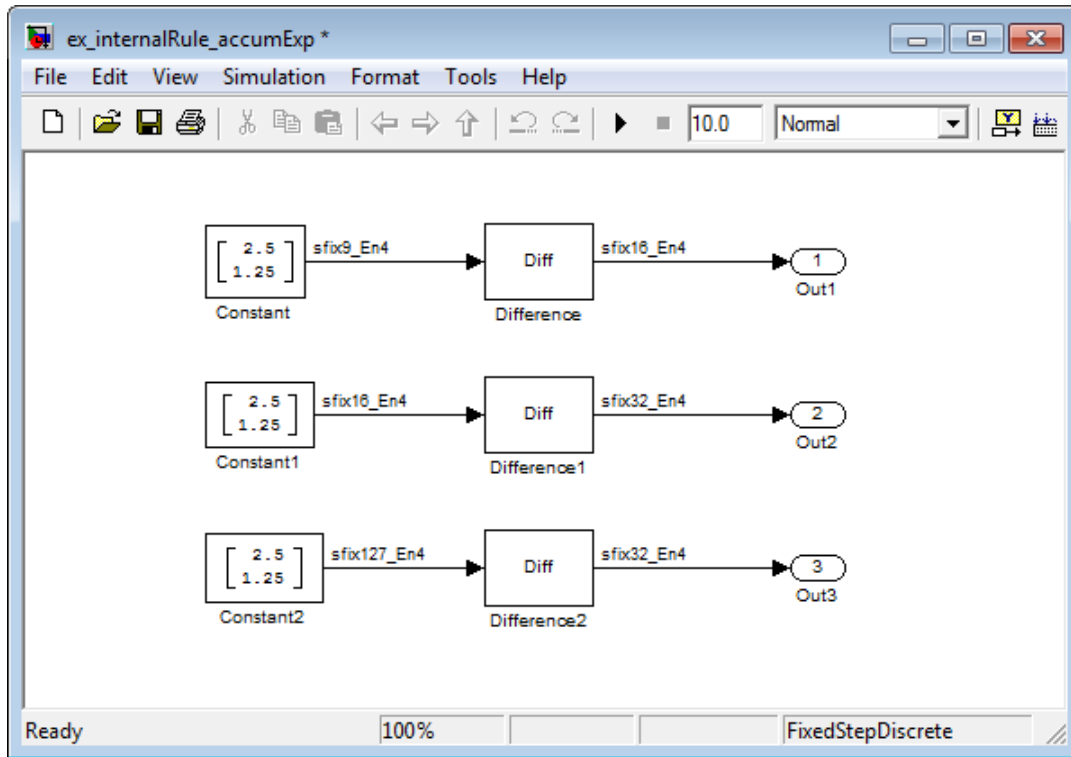 ex_internalRule_accumExp *
File Edit View Simulation Format Tools Help
10.0 Normal
2.5
1.25
sfix9_En4
Diff
sfix16_En4
1
Constant
Difference
Out1
2.5
1.25
sfix16_En4
Diff
sfix32_En4
2
Constant1
Difference1
Out2
2.5
1.25
sfix127_En4
Diff
sfix32_En4
3
Constant2
Difference2
Out3
Ready 100% FixedStepDiscrete